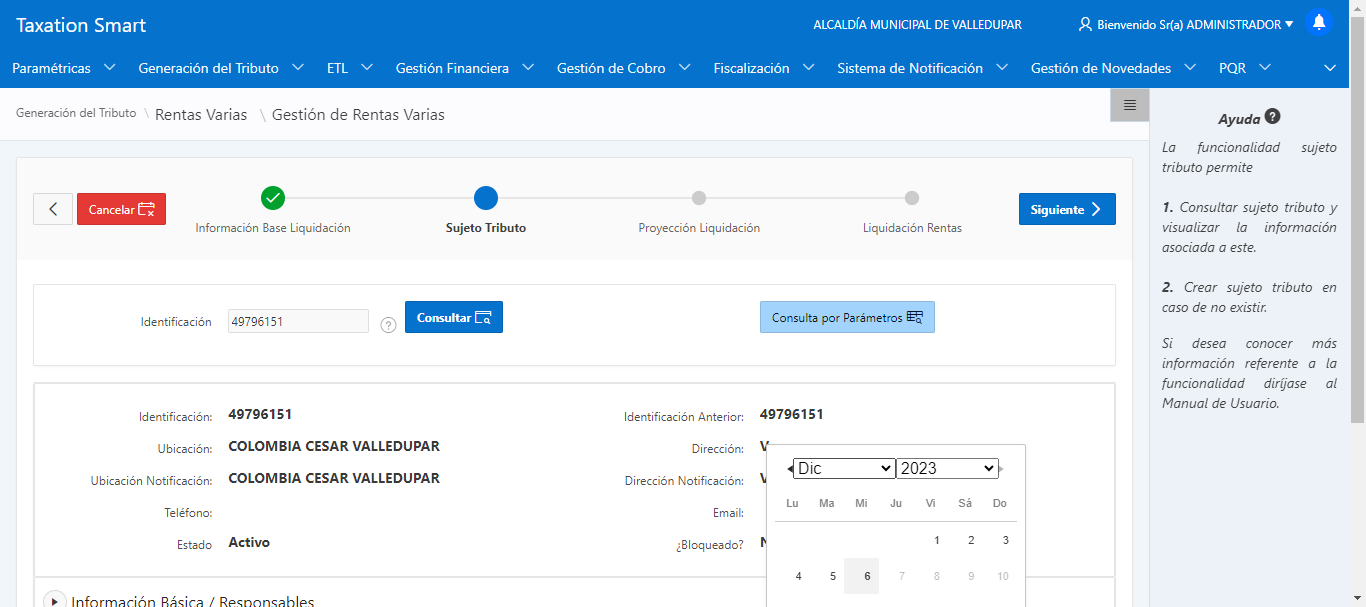 Taxation Smart
ALCALDÍA MUNICIPAL DE VALLEDUPAR
Bienvenido Sr(a) ADMINISTRADOR
Paramétricas
Generación del Tributo
ETL
Gestión Financiera
Gestión de Cobro
Fiscalización
Sistema de Notificación
Gestión de Novedades
PQR
Generación del Tributo \ Rentas Varias \ Gestión de Rentas Varias
Cancelar
Información Base Liquidación
Sujeto Tributo
Proyección Liquidación
Liquidación Rentas
Siguiente
Identificación 49796151 ?
Consultar
Consulta por Parámetros
Identificación: 49796151
Identificación Anterior: 49796151
Ubicación: COLOMBIA CESAR VALLEDUPAR
Dirección:
Ubicación Notificación: COLOMBIA CESAR VALLEDUPAR
Dirección Notificación:
Teléfono:
Email:
Estado Activo
¿Bloqueado?
Dic 2023
Lu Ma Mi Ju Vi Sá Do
1 2 3
4 5 6 7 8 9 10
Información Básica / Responsables
Ayuda ?
La funcionalidad sujeto
tributo permite
1. Consultar sujeto tributo y
visualizar la información
asociada a este.
2. Crear sujeto tributo en
caso de no existir.
Si desea conocer más
información referente a la
funcionalidad diríjase al
Manual de Usuario.